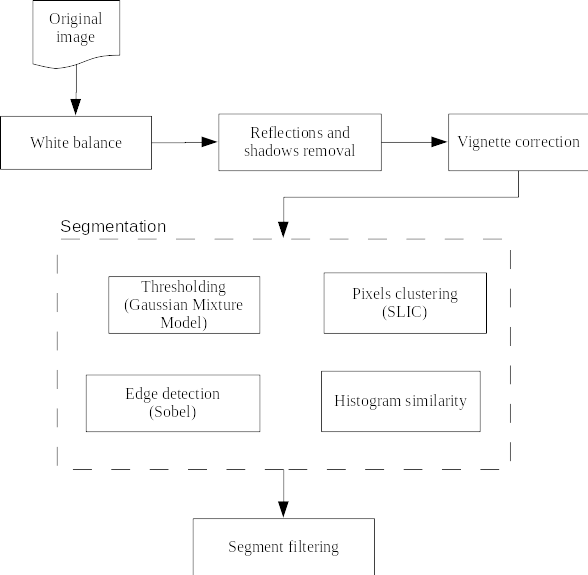 Original
image
White balance
Reflections and
shadows removal
Vignette correction
Segmentation
Thresholding
(Gaussian Mixture
Model)
Pixels clustering
(SLIC)
Edge detection
(Sobel)
Histogram similarity
Segment filtering